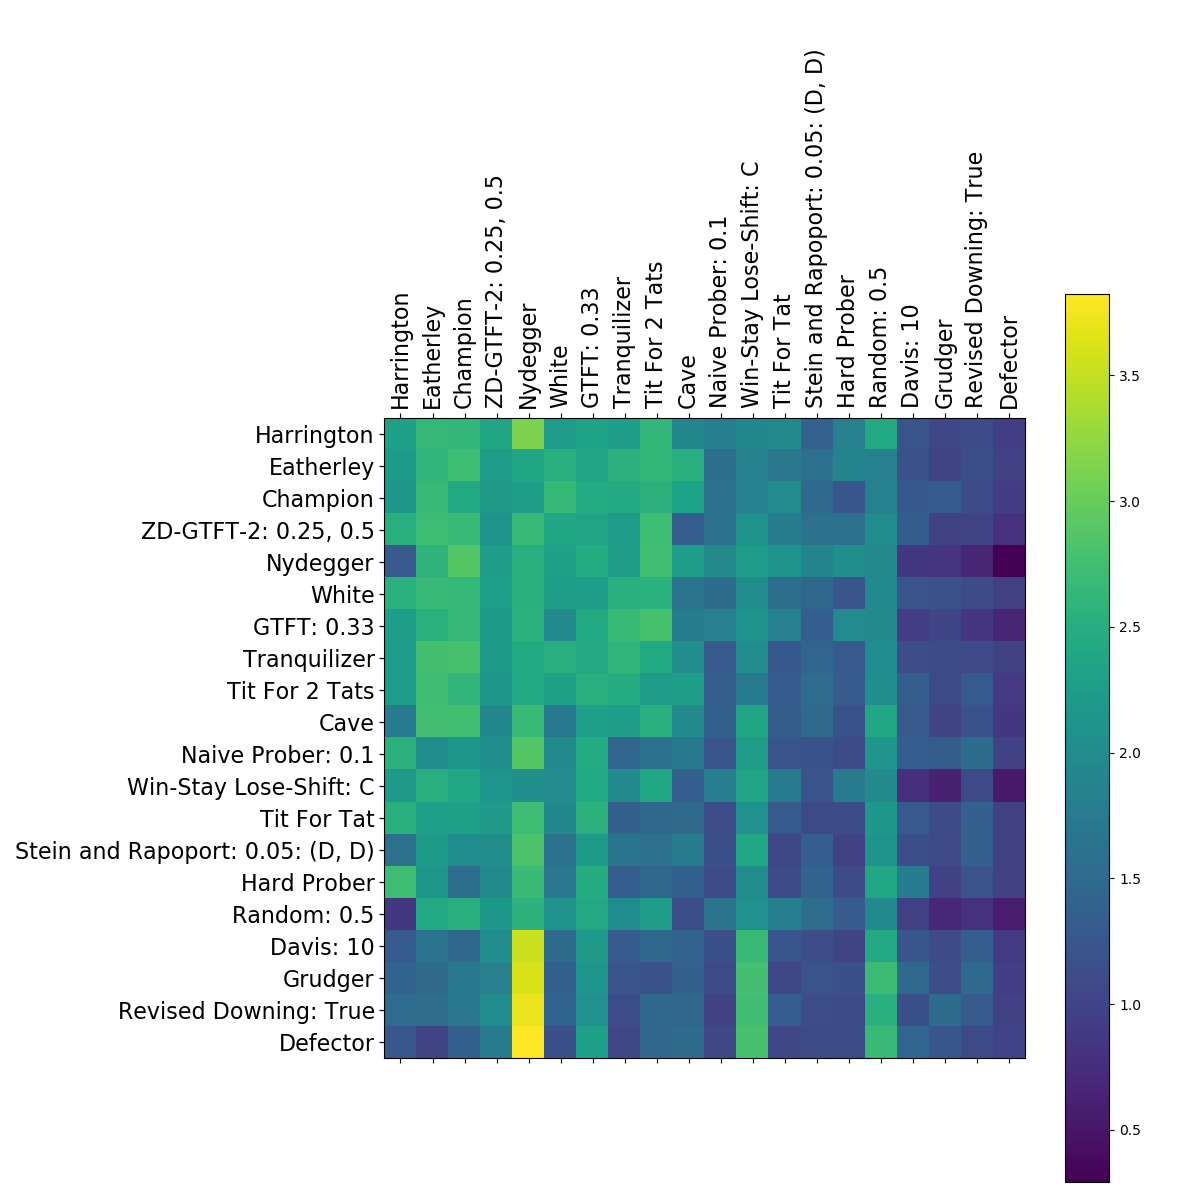 Harrington
Eatherley
Champion
ZD-GTFT-2: 0.25, 0.5
Nydegger
White
GTFT: 0.33
Tranquilizer
Tit For 2 Tats
Cave
Naive Prober: 0.1
Win-Stay Lose-Shift: C
Tit For Tat
Stein and Rapoport: 0.05: (D, D)
Hard Prober
Random: 0.5
Davis: 10
Grudger
Revised Downing: True
Defector
Harrington
Eatherley
Champion
ZD-GTFT-2: 0.25, 0.5
Nydegger
White
GTFT: 0.33
Tranquilizer
Tit For 2 Tats
Cave
Naive Prober: 0.1
Win-Stay Lose-Shift: C
Tit For Tat
Stein and Rapoport: 0.05: (D, D)
Hard Prober
Random: 0.5
Davis: 10
Grudger
Revised Downing: True
Defector
3.5
3.0
2.5
2.0
1.5
1.0
0.5